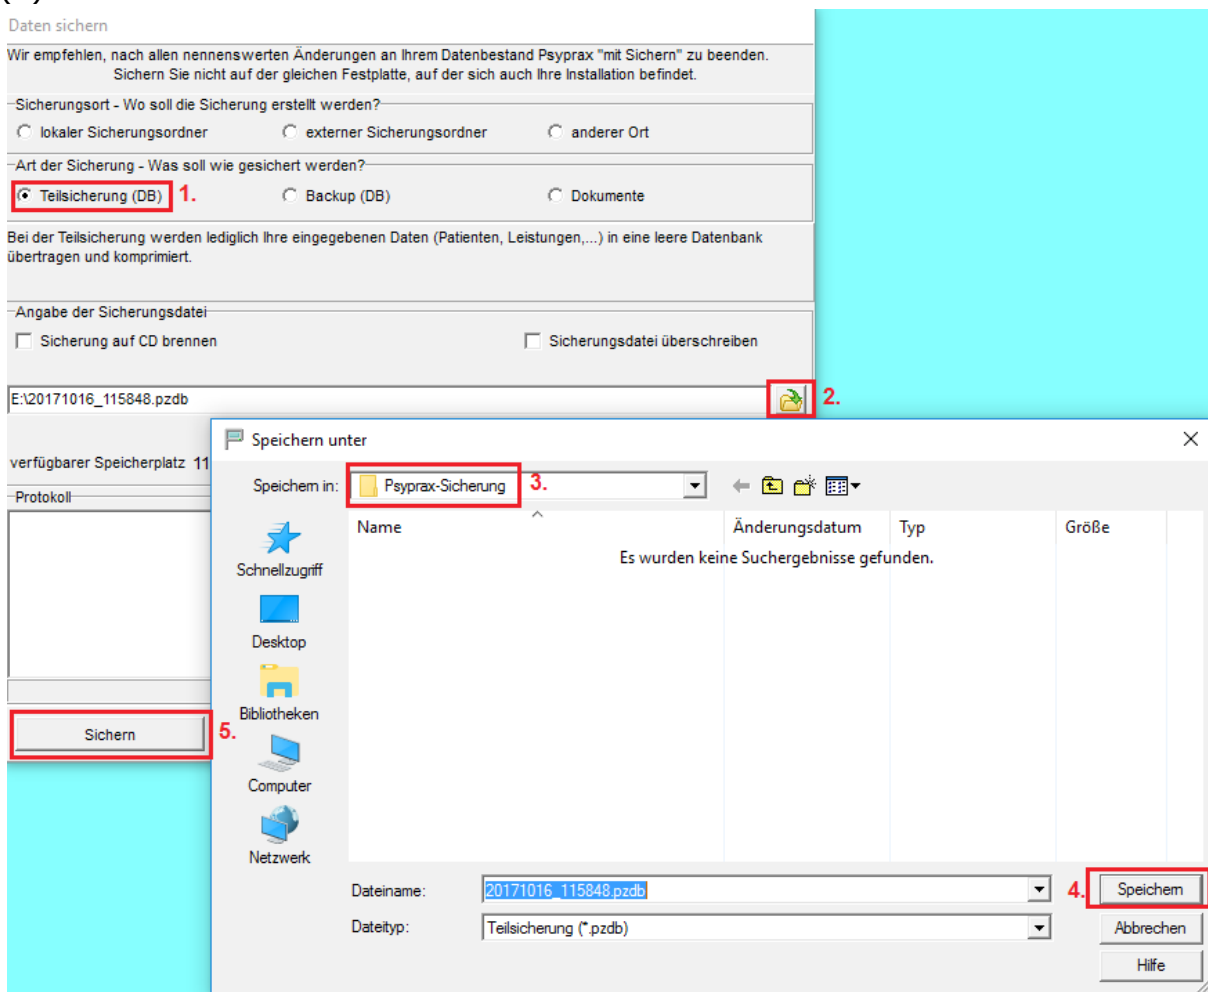 Daten sichern
Wir empfehlen, nach allen nennenswerten Änderungen an Ihrem Datenbestand Psyprax "mit Sichern" zu beenden.
Sichern Sie nicht auf der gleichen Festplatte, auf der sich auch Ihre Installation befindet.
Sicherungsort - Wo soll die Sicherung erstellt werden?
lokaler Sicherungsordner externer Sicherungsordner anderer Ort
Art der Sicherung - Was soll wie gesichert werden?
Teilsicherung (DB) 1. Backup (DB) Dokumente
Bei der Teilsicherung werden lediglich Ihre eingegebenen Daten (Patienten, Leistungen,...) in eine leere Datenbank
übertragen und komprimiert.
Angabe der Sicherungsdatei
Sicherung auf CD brennen Sicherungsdatei überschreiben
E:\20171016_115848.pzdb 2.
verfügbarer Speicherplatz 11
Protokoll
Sichern 5.
Speichern unter
Speichern in: Psyprax-Sicherung 3.
Name Änderungsdatum Typ Größe
Es wurden keine Suchergebnisse gefunden.
Schnellzugriff
Desktop
Bibliotheken
Computer
Netzwerk
Dateiname: 20171016_115848.pzdb 4. Speichern
Dateityp: Teilsicherung (*.pzdb) Abbrechen
Hilfe